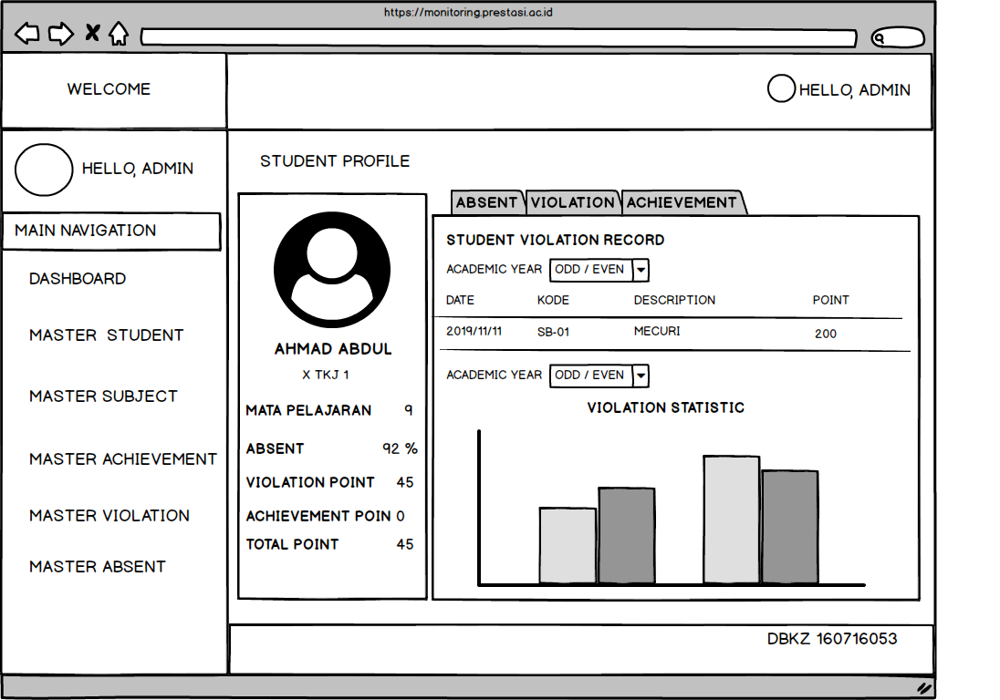 https://monitoring.prestasi.ac.id
WELCOME
HELLO, ADMIN
HELLO, ADMIN
MAIN NAVIGATION
DASHBOARD
MASTER STUDENT
MASTER SUBJECT
MASTER ACHIEVEMENT
MASTER VIOLATION
MASTER ABSENT
STUDENT PROFILE
AHMAD ABDUL
X TKJ 1
MATA PELAJARAN 9
ABSENT 92 %
VIOLATION POINT 45
ACHIEVEMENT POIN 0
TOTAL POINT 45
ABSENT VIOLATION ACHIEVEMENT
STUDENT VIOLATION RECORD
ACADEMIC YEAR ODD / EVEN
DATE KODE DESCRIPTION POINT
2019/11/11 SB-01 MECURI 200
ACADEMIC YEAR ODD / EVEN
VIOLATION STATISTIC
DBKZ 160716053